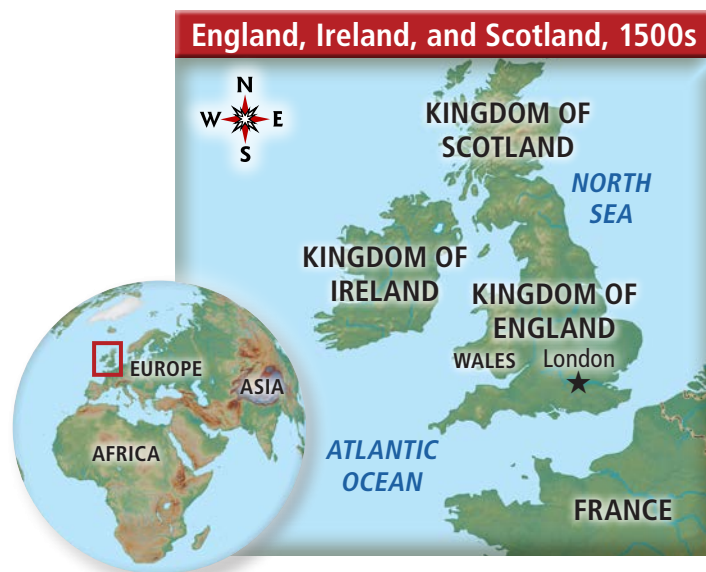 England, Ireland, and Scotland, 1500s
N
W E
S
KINGDOM OF
SCOTLAND
NORTH
SEA
KINGDOM OF
IRELAND
KINGDOM OF
ENGLAND
WALES London
ATLANTIC
OCEAN
FRANCE
EUROPE
ASIA
AFRICA